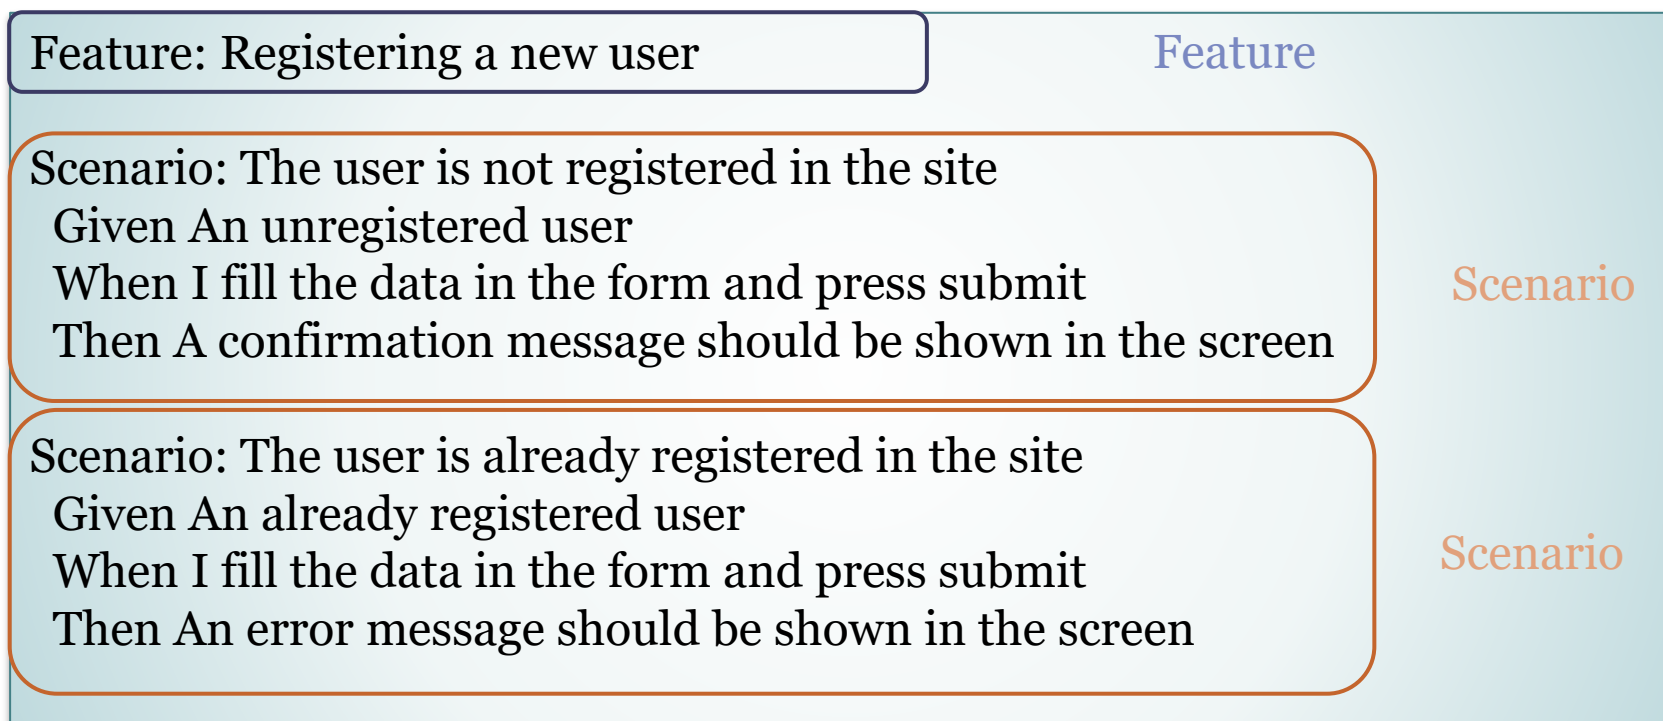 Feature: Registering a new user
Feature
Scenario: The user is not registered in the site
Given An unregistered user
When I fill the data in the form and press submit
Then A confirmation message should be shown in the screen
Scenario
Scenario: The user is already registered in the site
Given An already registered user
When I fill the data in the form and press submit
Then An error message should be shown in the screen
Scenario